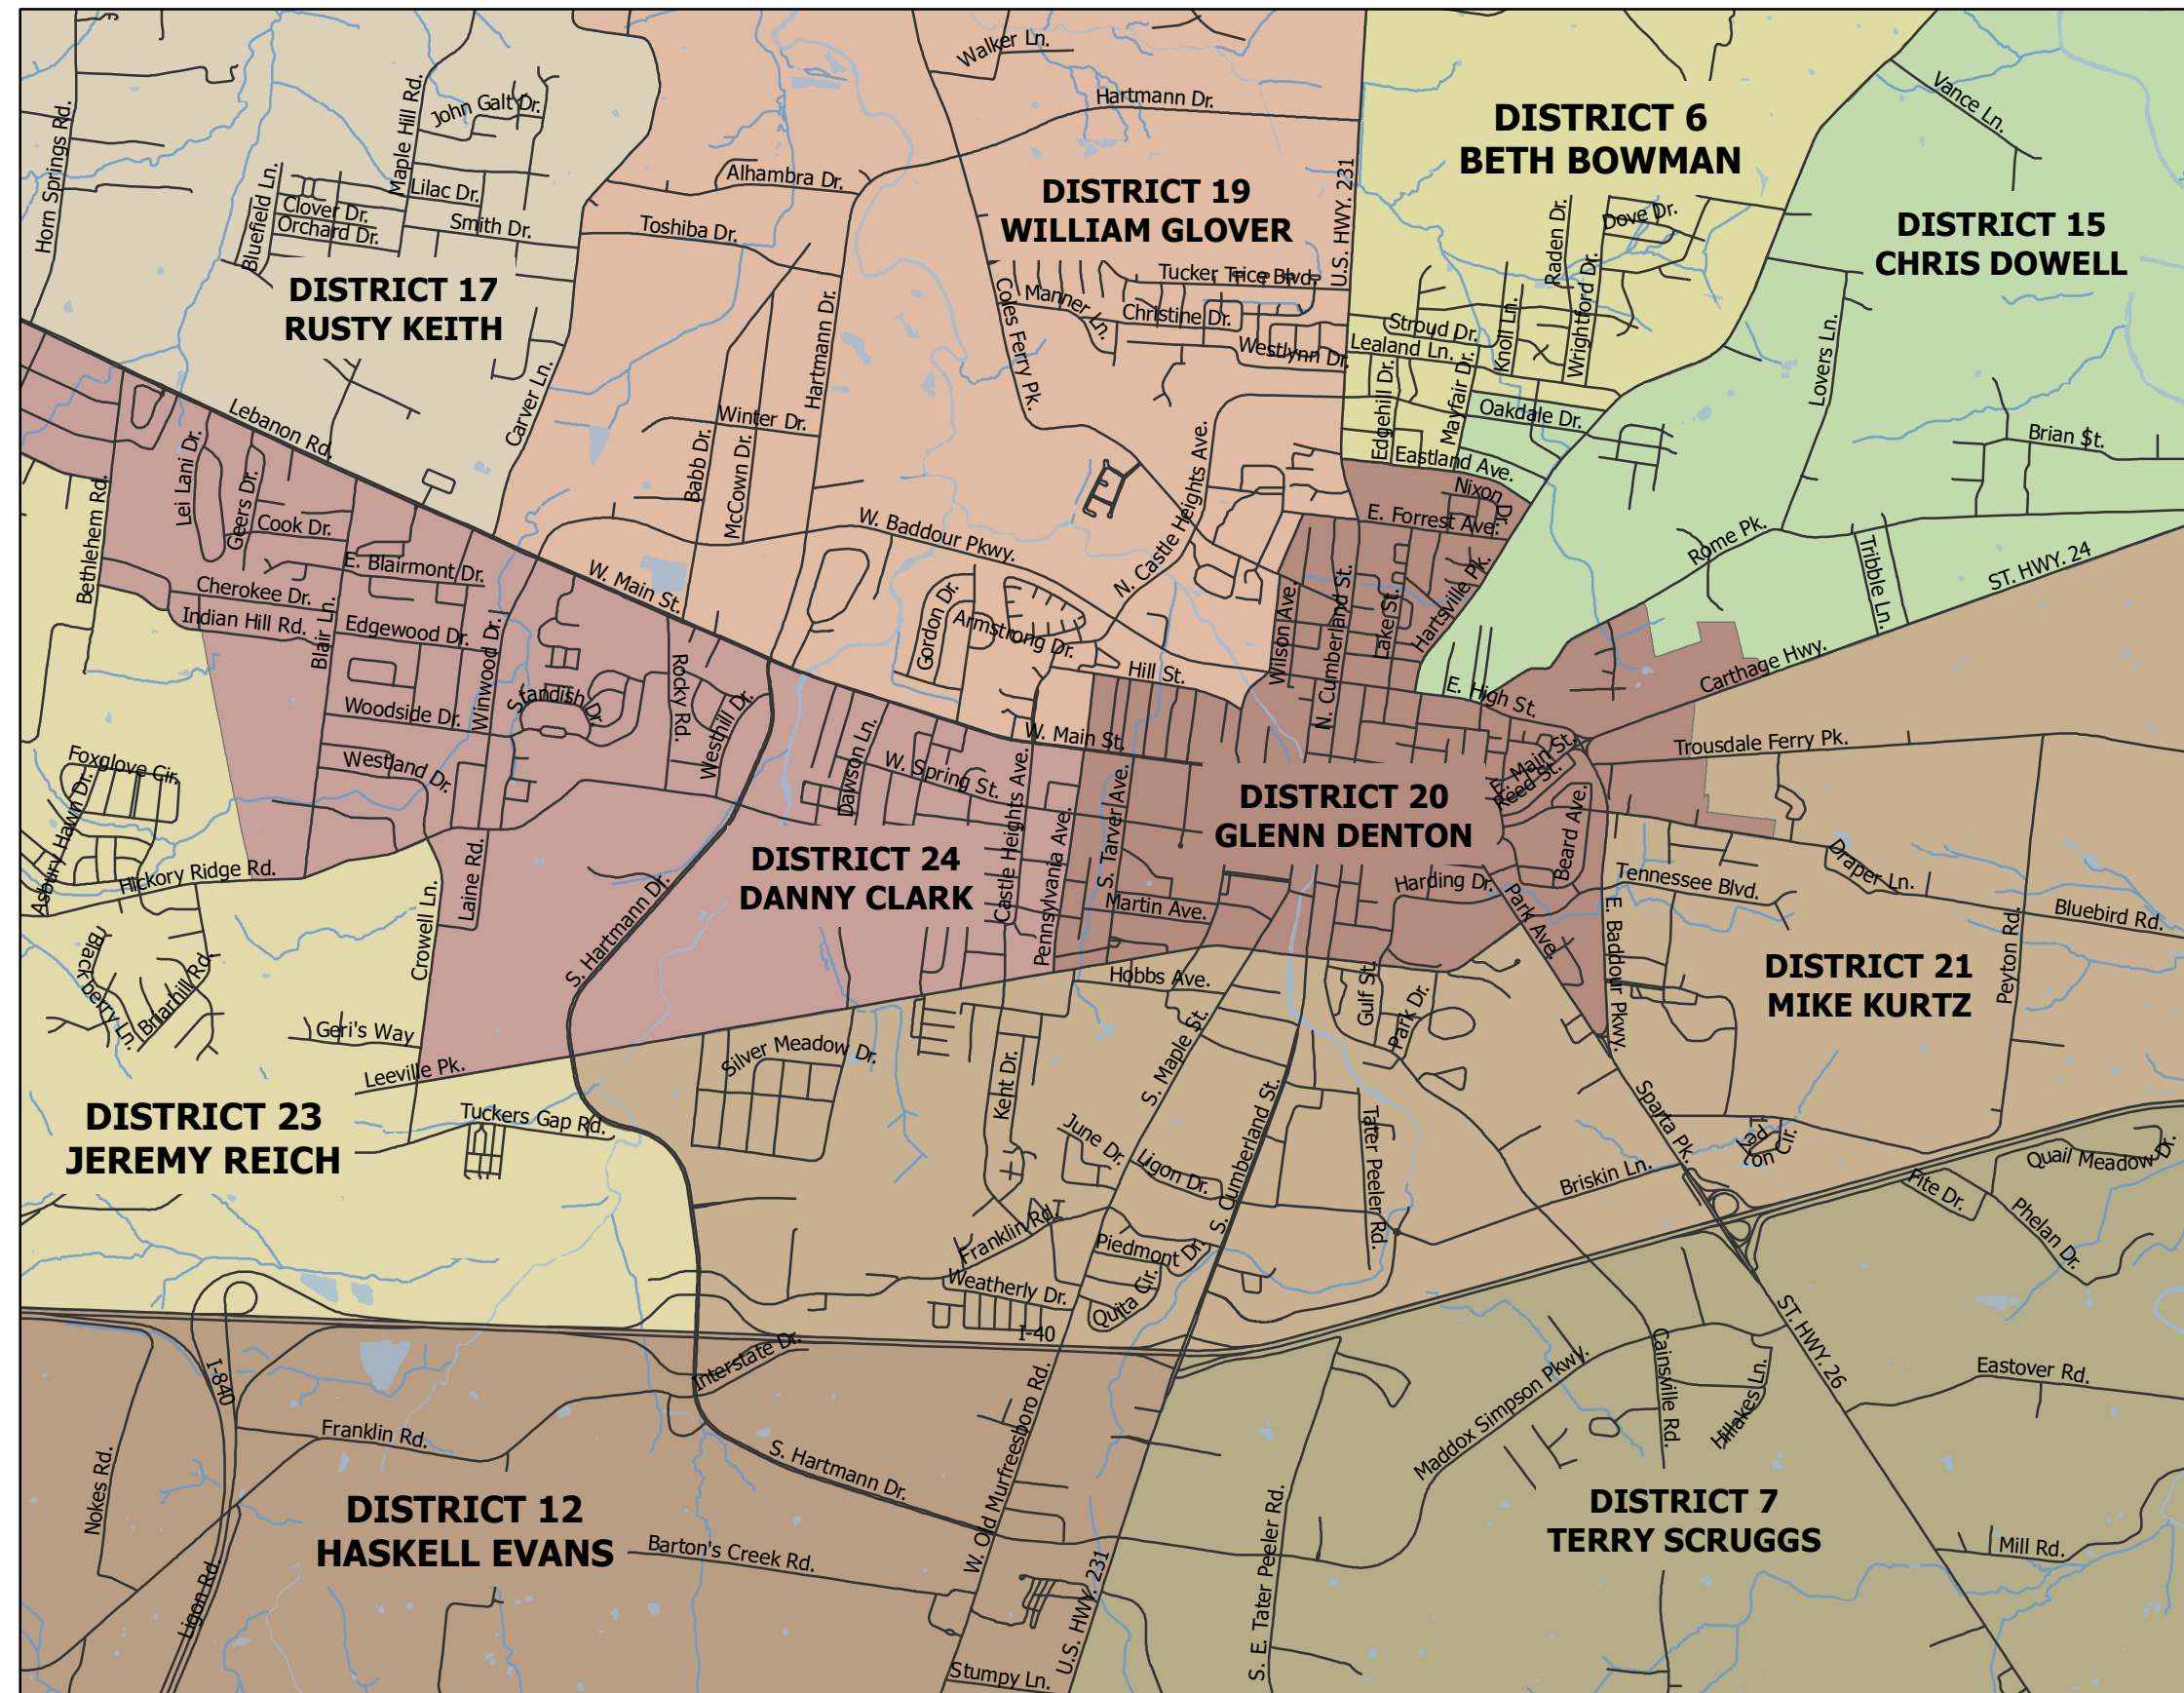 Walker Ln.
Hartmann Dr.
Vance Ln.
John Galt Dr.
Maple Hill Rd.
Horn Springs Rd.
DISTRICT 6
BETH BOWMAN
Alhambra Dr.
DISTRICT 19
WILLIAM GLOVER
U.S. HWY. 231
Bluefield Ln.
Lilac Dr.
Clover Dr.
Orchard Dr.
Smith Dr.
Toshiba Dr.
Raden Dr.
Dove Dr.
DISTRICT 15
CHRIS DOWELL
DISTRICT 17
RUSTY KEITH
Tucker Trice Blvd.
Manner Ln.
Christine Dr.
Coles Ferry Pk.
Hartmann Dr.
Westlynn Dr.
Stroud Dr.
Lealand Ln.
Knoll Ln.
Wrightford Dr.
Lovers Ln.
Edgehill Dr.
Mayfair Dr.
Oakdale Dr.
Eastland Ave.
Carver Ln.
Lebanon Rd.
Winter Dr.
Babb Dr.
McCown Dr.
Brian $t.
Lei Lani Dr.
Geers Dr.
Cook Dr.
Bethlehem Rd.
E. Blairmont Dr.
Cherokee Dr.
Indian Hill Rd.
Blair Ln.
Edgewood Dr.
Winwood Dr.
W. Main St.
W. Baddour Pkwy.
N. Castle Heights Ave.
Nixon Dr.
E. Forrest Ave.
Rome Pk.
Tribble Ln.
ST. HWY. 24
Gordon Dr.
Armstrong Dr.
Hill St.
Wilson Ave.
N. Cumberland St.
Lake St.
Hartsville Pk.
E. High St.
Carthage Hwy.
Trousdale Ferry Pk.
Woodside Dr.
Standish Dr.
Rocky Rd.
Westhill Dr.
Westland Dr.
Foxglove Cir.
Asbury Hawn Dr.
Hickory Ridge Rd.
Dawson Ln.
W. Spring St.
W. Main St.
Castle Heights Ave.
Pennsylvania Ave.
S. Tarver Ave.
DISTRICT 20
GLENN DENTON
E. Main St.
Reed St.
Beard Ave.
DISTRICT 24
DANNY CLARK
Martin Ave.
Harding Dr.
Park Ave.
Tennessee Blvd.
Draper Ln.
Bluebird Rd.
Peyton Rd.
E. Baddour Pkwy.
DISTRICT 21
MIKE KURTZ
Laine Rd.
Crowell Ln.
S. Hartmann Dr.
Blackberry Ln.
Briarhill Rd.
Geri's Way
Leeville Pk.
Tuckers Gap Rd.
DISTRICT 23
JEREMY REICH
Hobbs Ave.
Gulf St.
Park Dr.
Silver Meadow Dr.
Kent Dr.
S. Maple St.
June Dr.
Ligon Dr.
S. Cumberland St.
Tater Peeler Rd.
Sparta Pk.
Peyton Cir.
Briskin Ln.
Quail Meadow Dr.
Fite Dr.
Phelan Dr.
Franklin Rd.
Piedmont Dr.
Weatherly Dr.
Quita Cir.
I-40
Interstate Dr.
I-840
ST. HWY. 26
Maddox Simpson Pkwy.
Cainsville Rd.
Hillakes Ln.
Eastover Rd.
Nokes Rd.
Franklin Rd.
S. Hartmann Dr.
W. Old Murfreesboro Rd.
DISTRICT 12
HASKELL EVANS
Barton's Creek Rd.
Ligon Rd.
S. E. Tater Peeler Rd.
DISTRICT 7
TERRY SCRUGGS
Mill Rd.
U.S. HWY. 231
Stumpy Ln.